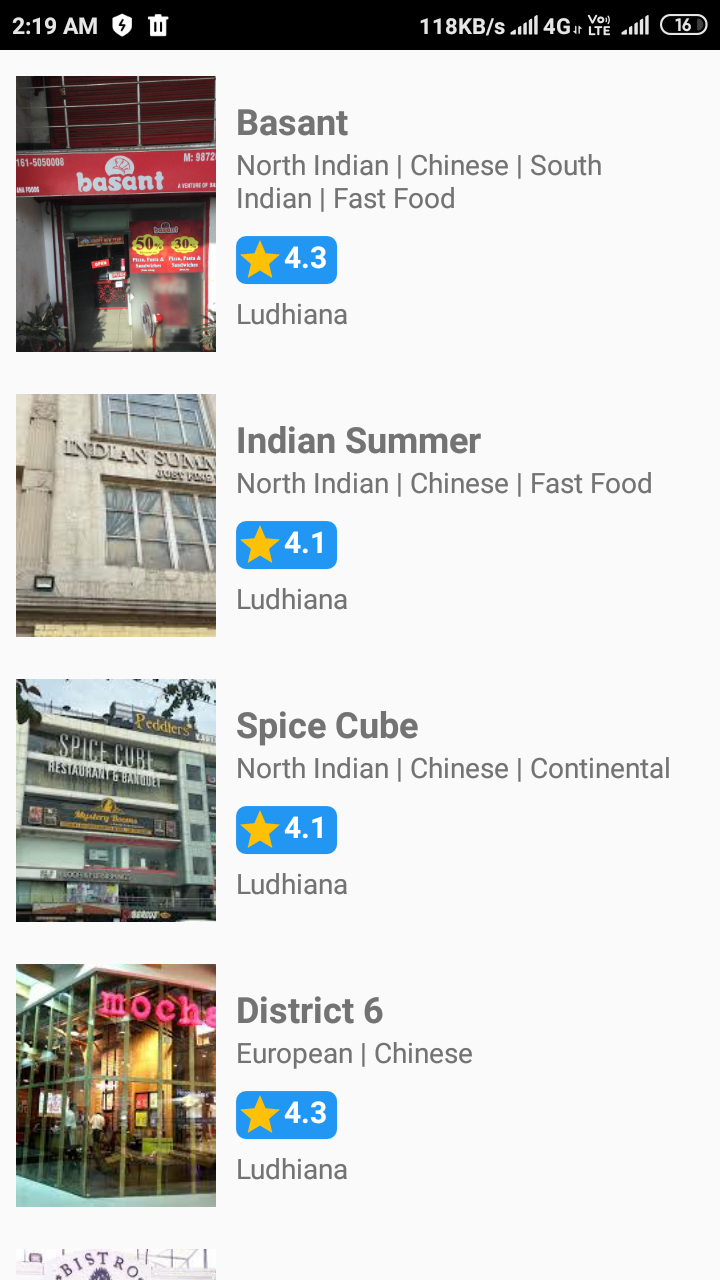 2:19 AM 118KB/s 4G Vo)) LTE 16
161-5050008 M: 9872
basant
A VENTURE OF
50% 30%
OPEN
Basant
North Indian | Chinese | South
Indian | Fast Food
4.3
Ludhiana
INDIAN SUMM
JUST FINE
Indian Summer
North Indian | Chinese | Fast Food
4.1
Ludhiana
Peddlers
SPICE CUBE
RESTAURANT & BANQUET
Mystery Rooms
Spice Cube
North Indian | Chinese | Continental
4.1
Ludhiana
mocha
District 6
European | Chinese
4.3
Ludhiana
BISTRO